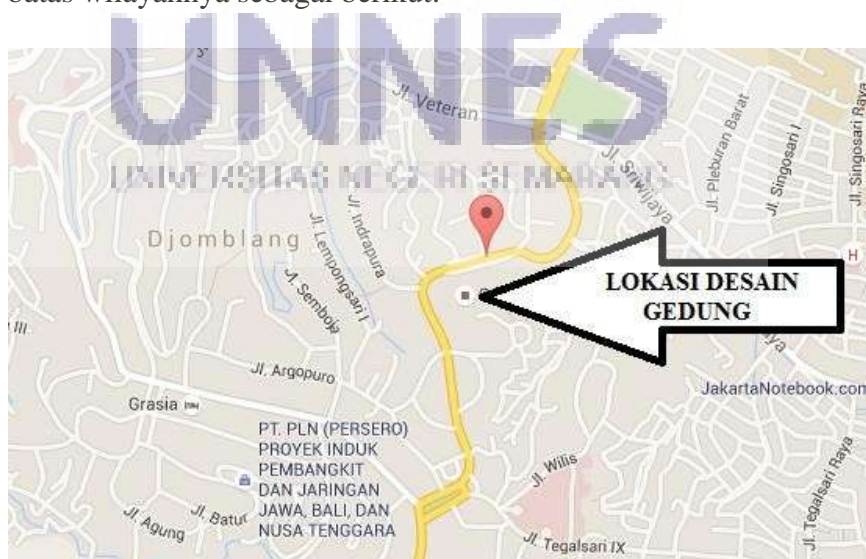 batas wilayahnya sebagai berikut:
UNNES
UNIVERSITAS NEGERI SEMARANG
Jl. Veteran
Jl. Sriwijaya
Jl. Pleburan Barat
Jl. Singosari I
Jl. Singosari Raya
Djomblang
Jl. Indrapura
Jl. Lempongsari I
Jl. Semboja
H
LOKASI DESAIN
GEDUNG
Jl. Argopuro
JakartaNotebook.com
Grasia
PT. PLN (PERSERO)
PROYEK INDUK
PEMBANGKIT
DAN JARINGAN
JAWA, BALI, DAN
NUSA TENGGARA
Jl. Wilis
Jl. Agung
Jl. Batur
Jl. Tegalsari IX
Jl. Tegalsari Raya